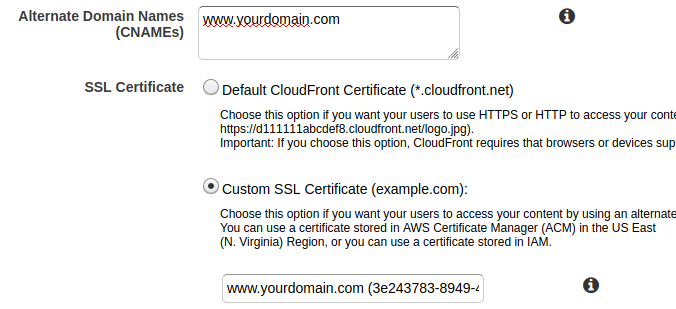 Alternate Domain Names
(CNAMEs)
www.yourdomain.com
SSL Certificate
Default CloudFront Certificate (*.cloudfront.net)
Choose this option if you want your users to use HTTPS or HTTP to access your conte
https://d111111abcdef8.cloudfront.net/logo.jpg).
Important: If you choose this option, CloudFront requires that browsers or devices sup
Custom SSL Certificate (example.com):
Choose this option if you want your users to access your content by using an alternate
You can use a certificate stored in AWS Certificate Manager (ACM) in the US East
(N. Virginia) Region, or you can use a certificate stored in IAM.
www.yourdomain.com (3e243783-8949-4